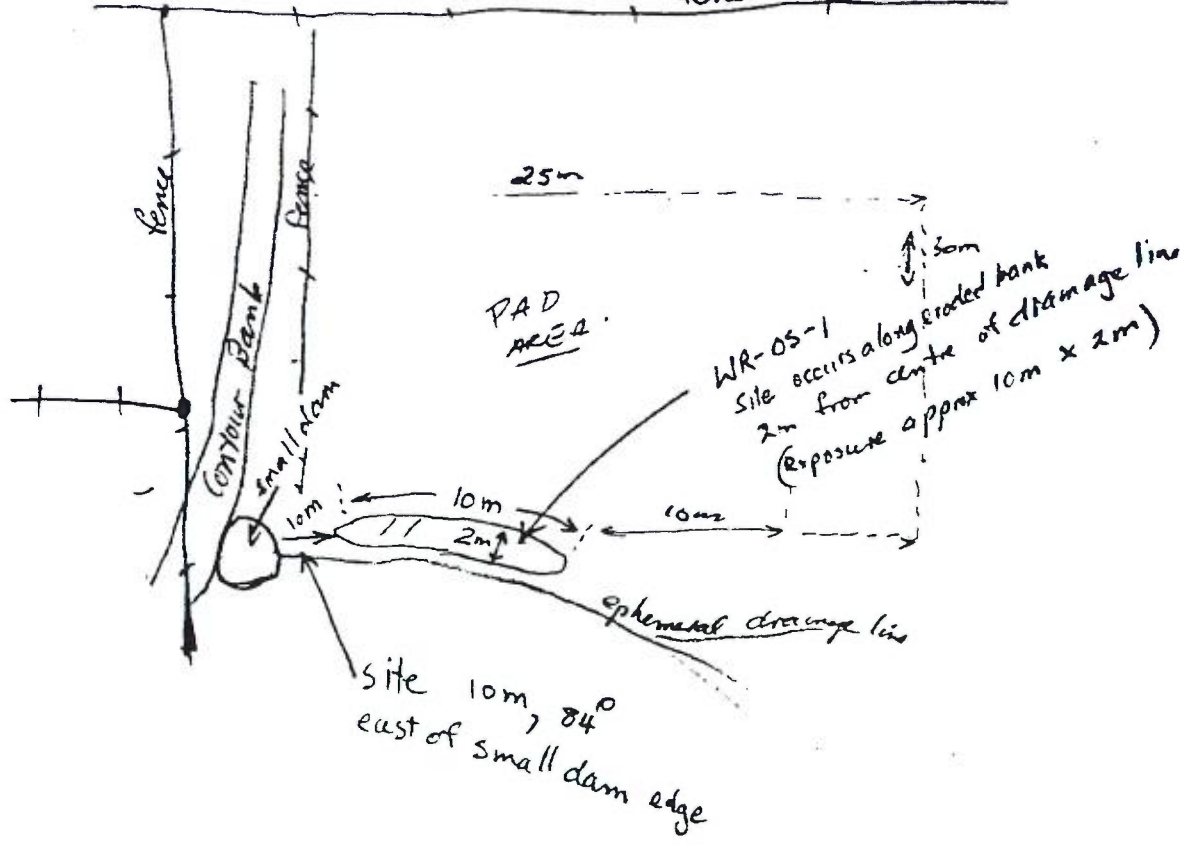 fence
fence
Contour Bank
25m
30m
PAD
AREA.
WR-OS-1
Site occurs along eroded bank
2m from centre of drainage line
(exposure approx 10m x 2m)
small dam
10m
10m
2m
10m
ephemeral drainage line
site 10m, 84°
east of small dam edge